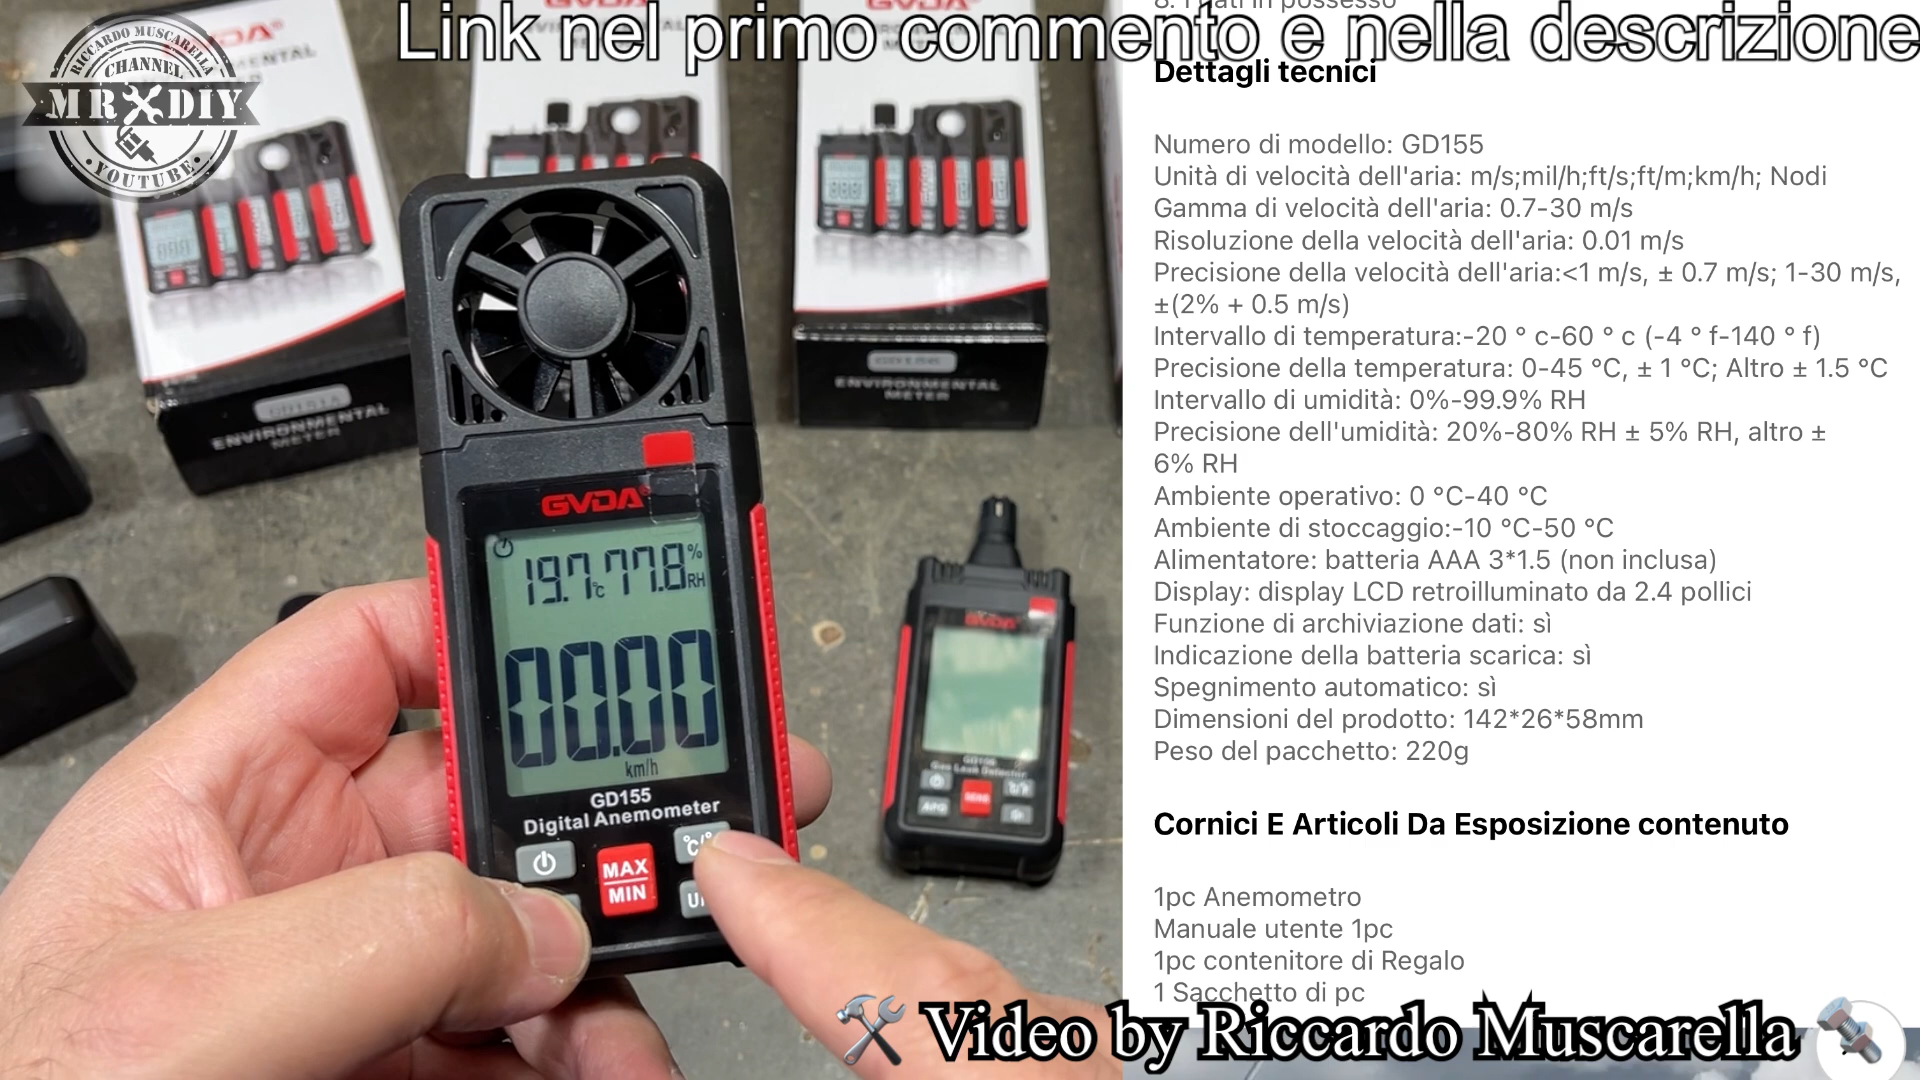 Link nel primo commento e nella descrizione
RICCARDO MUSCARELLA
CHANNEL
MR DIY
YOUTUBE
ENVIRONMENTAL
METER
ENVIRONMENTAL
METER
GVDA
19.7 °C 77.8 % RH
00.00
km/h
GD155
Digital Anemometer
MAX
MIN
GVDA
Gas Leak Detector
Dettagli tecnici
Numero di modello: GD155
Unità di velocità dell'aria: m/s;mil/h;ft/s;ft/m;km/h; Nodi
Gamma di velocità dell'aria: 0.7-30 m/s
Risoluzione della velocità dell'aria: 0.01 m/s
Precisione della velocità dell'aria:<1 m/s, ± 0.7 m/s; 1-30 m/s,
±(2% + 0.5 m/s)
Intervallo di temperatura:-20 ° c-60 ° c (-4 ° f-140 ° f)
Precisione della temperatura: 0-45 °C, ± 1 °C; Altro ± 1.5 °C
Intervallo di umidità: 0%-99.9% RH
Precisione dell'umidità: 20%-80% RH ± 5% RH, altro ±
6% RH
Ambiente operativo: 0 °C-40 °C
Ambiente di stoccaggio:-10 °C-50 °C
Alimentatore: batteria AAA 3*1.5 (non inclusa)
Display: display LCD retroilluminato da 2.4 pollici
Funzione di archiviazione dati: sì
Indicazione della batteria scarica: sì
Spegnimento automatico: sì
Dimensioni del prodotto: 142*26*58mm
Peso del pacchetto: 220g
Cornici E Articoli Da Esposizione contenuto
1pc Anemometro
Manuale utente 1pc
1pc contenitore di Regalo
1 Sacchetto di pc
Video by Riccardo Muscarella